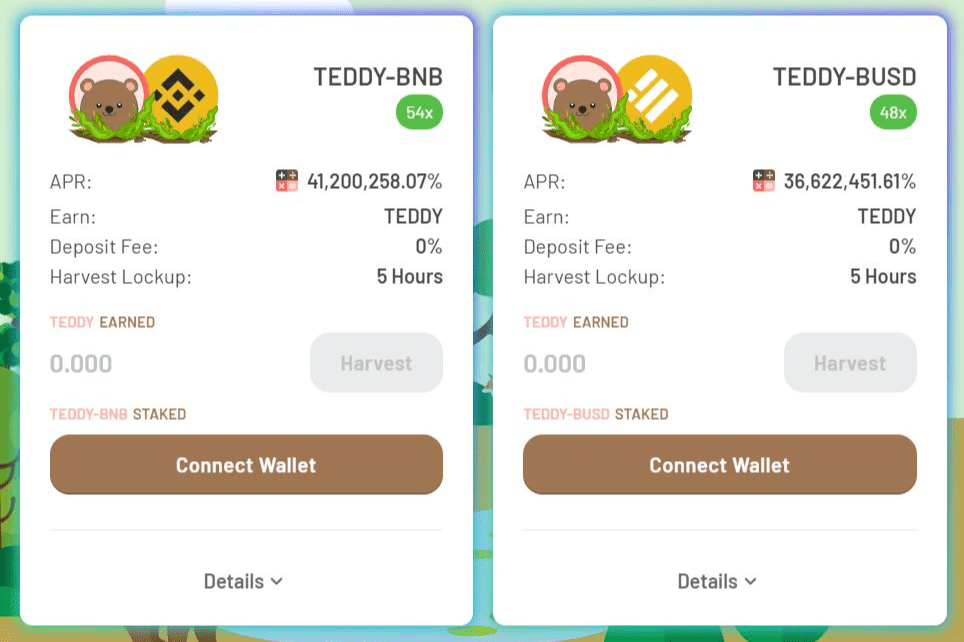 TEDDY-BNB
54x
APR: 41,200,258.07%
Earn: TEDDY
Deposit Fee: 0%
Harvest Lockup: 5 Hours
TEDDY EARNED
0.000 Harvest
TEDDY-BNB STAKED
Connect Wallet
Details
TEDDY-BUSD
48x
APR: 36,622,451.61%
Earn: TEDDY
Deposit Fee: 0%
Harvest Lockup: 5 Hours
TEDDY EARNED
0.000 Harvest
TEDDY-BUSD STAKED
Connect Wallet
Details